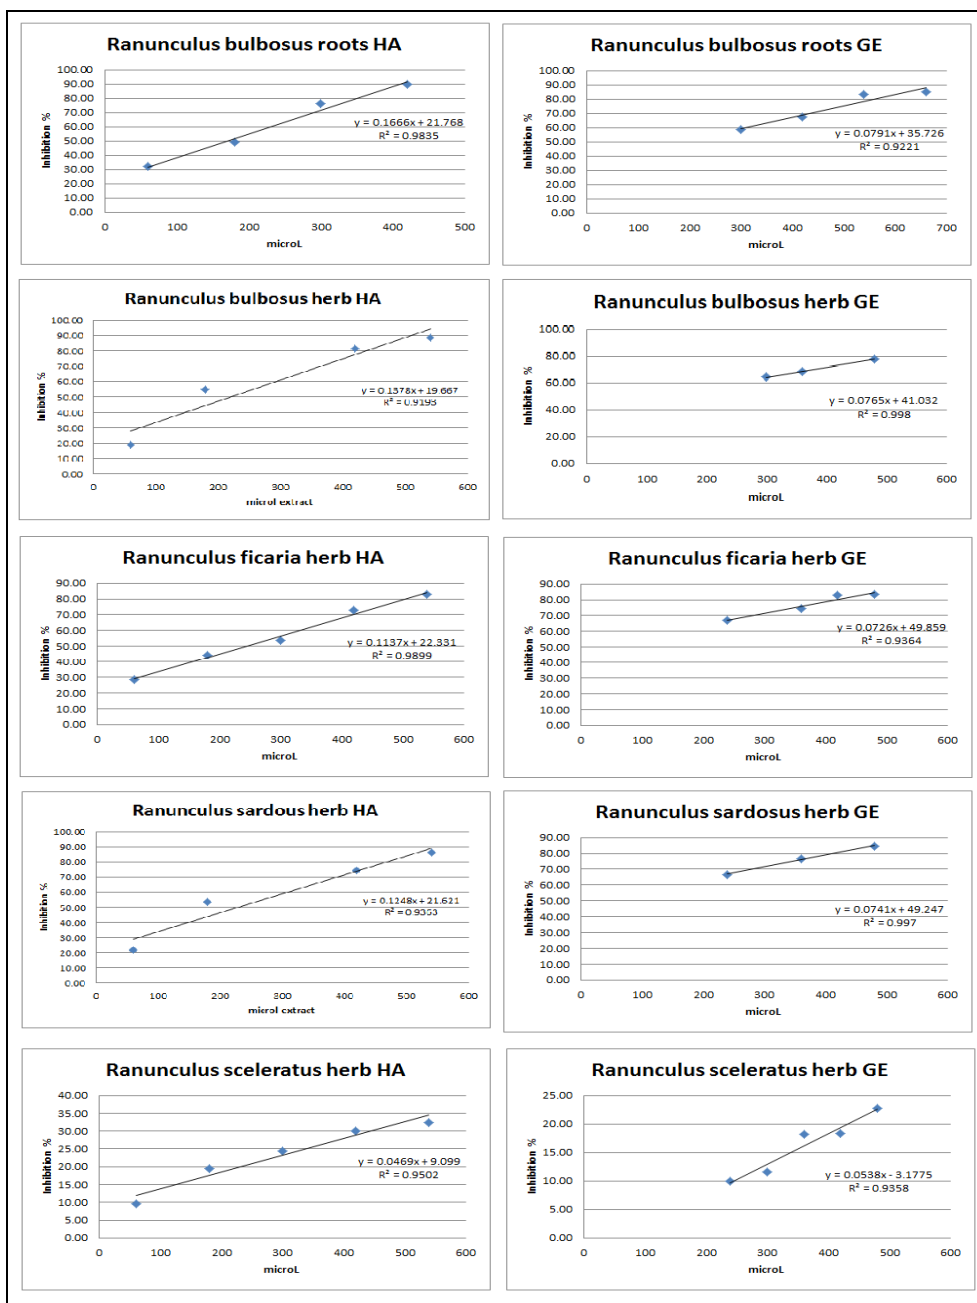 Ranunculus bulbosus roots HA
100.00
90.00
80.00
70.00
60.00
50.00
40.00
30.00
20.00
10.00
0.00
Inhibition %
y = 0.1666x + 21.768
R² = 0.9835
0 100 200 300 400 500
microL
Ranunculus bulbosus roots GE
100.00
90.00
80.00
70.00
60.00
50.00
40.00
30.00
20.00
10.00
0.00
Inhibition %
y = 0.0791x + 35.726
R² = 0.9221
0 100 200 300 400 500 600 700
microL
Ranunculus bulbosus herb HA
100.00
90.00
80.00
70.00
60.00
50.00
40.00
30.00
20.00
10.00
0.00
Inhibition %
y = 0.1378x + 19.667
R² = 0.9193
0 100 200 300 400 500 600
microl extract
Ranunculus bulbosus herb GE
100.00
80.00
60.00
40.00
20.00
0.00
Inhibition %
y = 0.0765x + 41.032
R² = 0.998
0 100 200 300 400 500 600
microL
Ranunculus ficaria herb HA
90.00
80.00
70.00
60.00
50.00
40.00
30.00
20.00
10.00
0.00
Inhibition %
y = 0.1137x + 22.331
R² = 0.9899
0 100 200 300 400 500 600
microL
Ranunculus ficaria herb GE
90.00
80.00
70.00
60.00
50.00
40.00
30.00
20.00
10.00
0.00
Inhibition %
y = 0.0726x + 49.859
R² = 0.9364
0 100 200 300 400 500 600
microL
Ranunculus sardous herb HA
100.00
90.00
80.00
70.00
60.00
50.00
40.00
30.00
20.00
10.00
0.00
Inhibition %
y = 0.1248x + 21.621
R² = 0.9353
0 100 200 300 400 500 600
microl extract
Ranunculus sardosus herb GE
90.00
80.00
70.00
60.00
50.00
40.00
30.00
20.00
10.00
0.00
Inhibition %
y = 0.0741x + 49.247
R² = 0.997
0 100 200 300 400 500 600
microL
Ranunculus sceleratus herb HA
40.00
35.00
30.00
25.00
20.00
15.00
10.00
5.00
0.00
Inhibition %
y = 0.0469x + 9.099
R² = 0.9502
0 100 200 300 400 500 600
microL
Ranunculus sceleratus herb GE
25.00
20.00
15.00
10.00
5.00
0.00
Inhibition %
y = 0.0538x - 3.1775
R² = 0.9358
0 100 200 300 400 500 600
microL